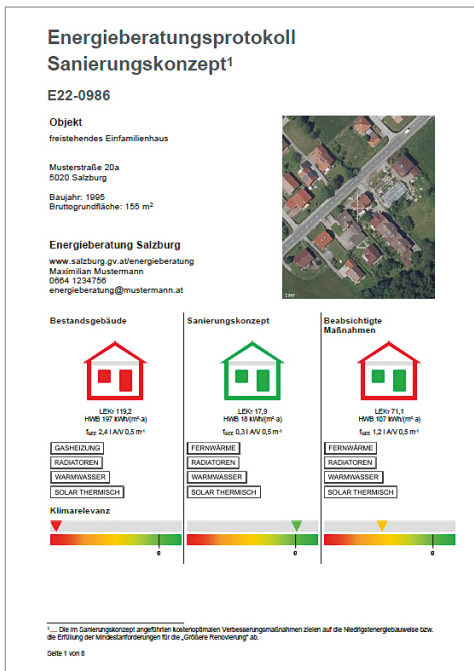 Energieberatungsprotokoll
Sanierungskonzept¹
E22-0986
Objekt
freistehendes Einfamilienhaus
Musterstraße 20a
5020 Salzburg
Baujahr: 1995
Bruttogrundfläche: 155 m²
Energieberatung Salzburg
www.salzburg.gv.at/energieberatung
Maximilian Mustermann
0664 1234756
energieberatung@mustermann.at
Bestandsgebäude
LEKT 119,2
HWB 197 kWh/(m²·a)
fGEE 2,4 I A/V 0,5 m-¹
GASHEIZUNG
RADIATOREN
WARMWASSER
SOLAR THERMISCH
Sanierungskonzept
LEKT 17,9
HWB 18 kWh/(m²·a)
fGEE 0,3 I A/V 0,5 m-¹
FERNWÄRME
RADIATOREN
WARMWASSER
SOLAR THERMISCH
Beabsichtigte
Maßnahmen
LEKT 71,1
HWB 107 kWh/(m²·a)
fGEE 1,2 I A/V 0,5 m-¹
FERNWÄRME
RADIATOREN
WARMWASSER
SOLAR THERMISCH
Klimarelevanz
0
0
0
¹.... Die im Sanierungskonzept angeführten kostenoptimalen Verbesserungsmaßnahmen zielen auf die Niedrigstenergiebauweise bzw.
die Erfüllung der Mindestanforderungen für die „Größere Renovierung" ab.
Seite 1 von 8